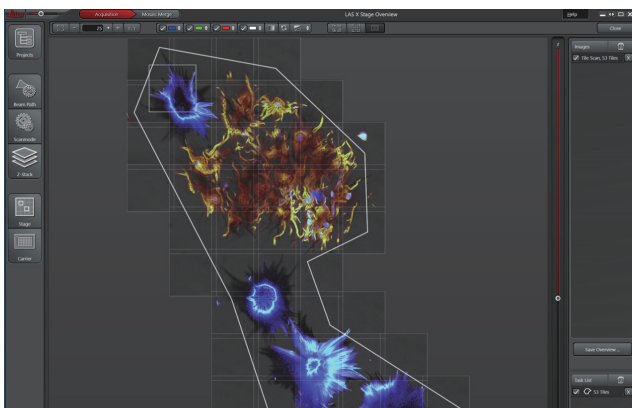 LAS X Stage Overview
Help
Acquisition
Mosaic Merge
25
Close
Projects
Beam Path
Scanmode
Z-Stack
Stage
Carrier
z
Images
Tile Scan, 53 Tiles
X
Save Overview...
Task List
53 Tiles
X